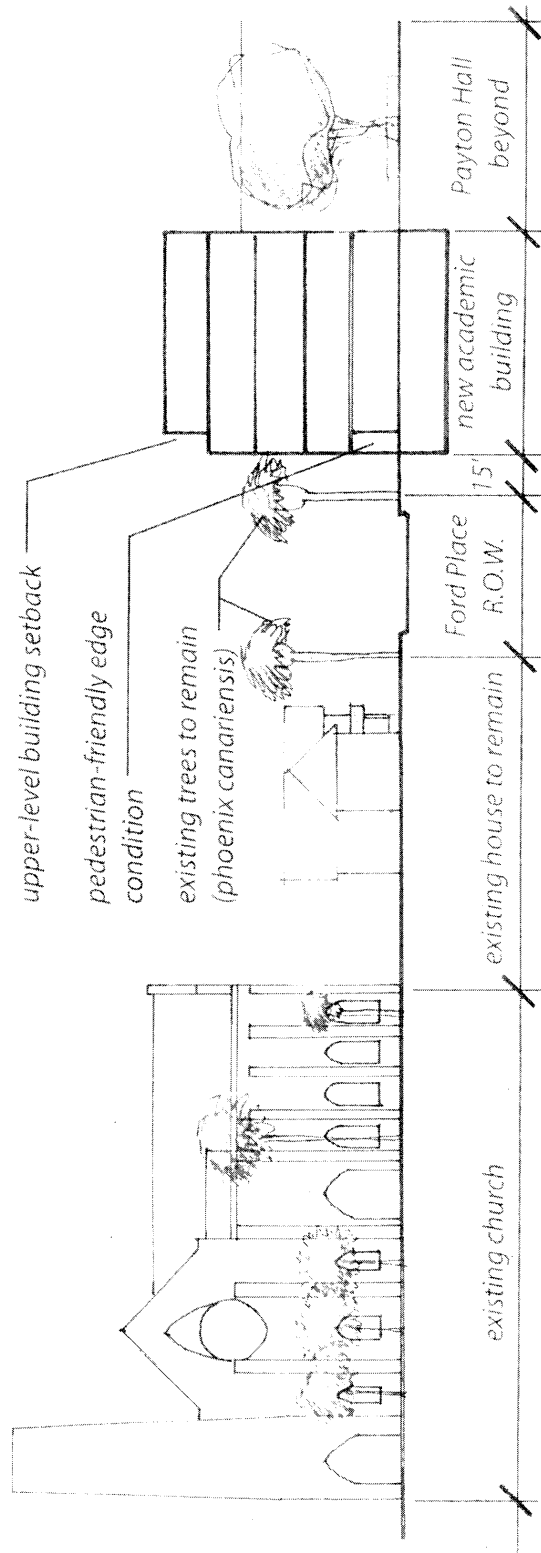 upper-level building setback
pedestrian-friendly edge
condition
existing trees to remain
(phoenix canariensis)
existing church
existing house to remain
Ford Place
R.O.W.
15'
new academic
building
Payton Hall
beyond